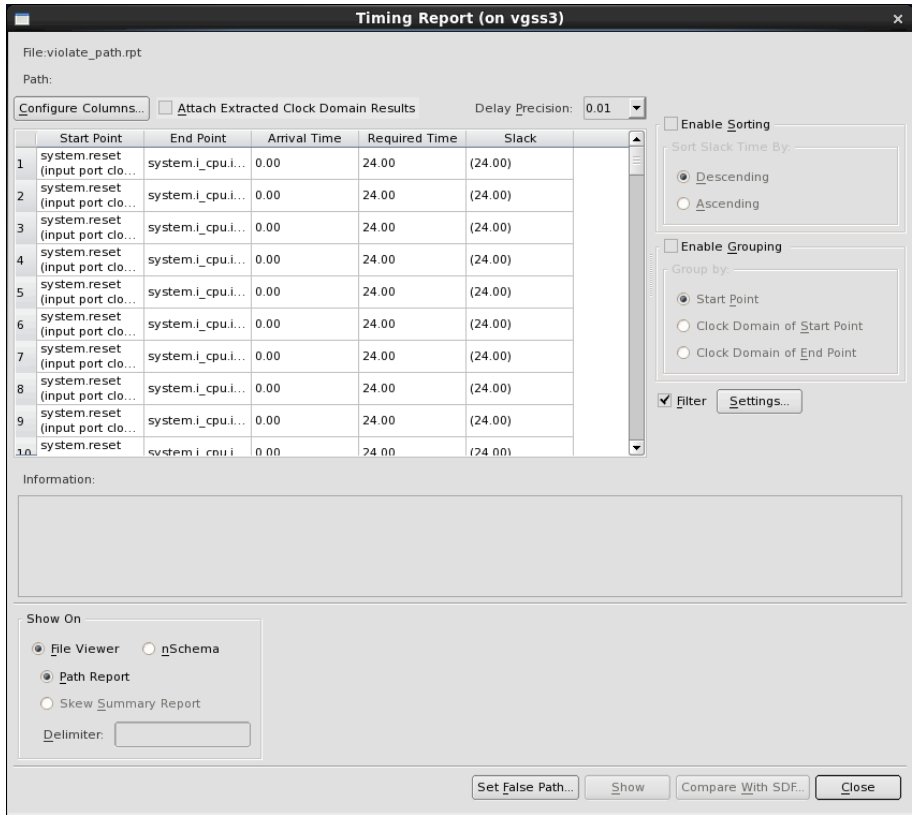 Timing Report (on vgss3)
File:violate_path.rpt
Path:
Configure Columns... Attach Extracted Clock Domain Results Delay Precision: 0.01
Start Point End Point Arrival Time Required Time Slack
1 system.reset (input port clo... system.i_cpu.i... 0.00 24.00 (24.00)
2 system.reset (input port clo... system.i_cpu.i... 0.00 24.00 (24.00)
3 system.reset (input port clo... system.i_cpu.i... 0.00 24.00 (24.00)
4 system.reset (input port clo... system.i_cpu.i... 0.00 24.00 (24.00)
5 system.reset (input port clo... system.i_cpu.i... 0.00 24.00 (24.00)
6 system.reset (input port clo... system.i_cpu.i... 0.00 24.00 (24.00)
7 system.reset (input port clo... system.i_cpu.i... 0.00 24.00 (24.00)
8 system.reset (input port clo... system.i_cpu.i... 0.00 24.00 (24.00)
9 system.reset (input port clo... system.i_cpu.i... 0.00 24.00 (24.00)
10 system.reset system.i_cpu.i... 0.00 24.00 (24.00)
Enable Sorting
Sort Slack Time By:
Descending
Ascending
Enable Grouping
Group by:
Start Point
Clock Domain of Start Point
Clock Domain of End Point
Filter Settings...
Information:
Show On
File Viewer nSchema
Path Report
Skew Summary Report
Delimiter:
Set False Path... Show Compare With SDF... Close